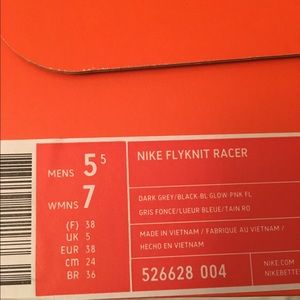 MENS 5 5
WMNS 7
(F) 38
UK 5
EUR 38
cm 24
BR 36
NIKE FLYKNIT RACER
DARK GREY/BLACK-BL GLOW PNK FL
GRIS FONCE/LUEUR BLEUE/TAIN RO
MADE IN VIETNAM / FABRIQUE AU VIETNAM /
HECHO EN VIETNAM
526628 004
NIKE.COM
NIKEBETTE